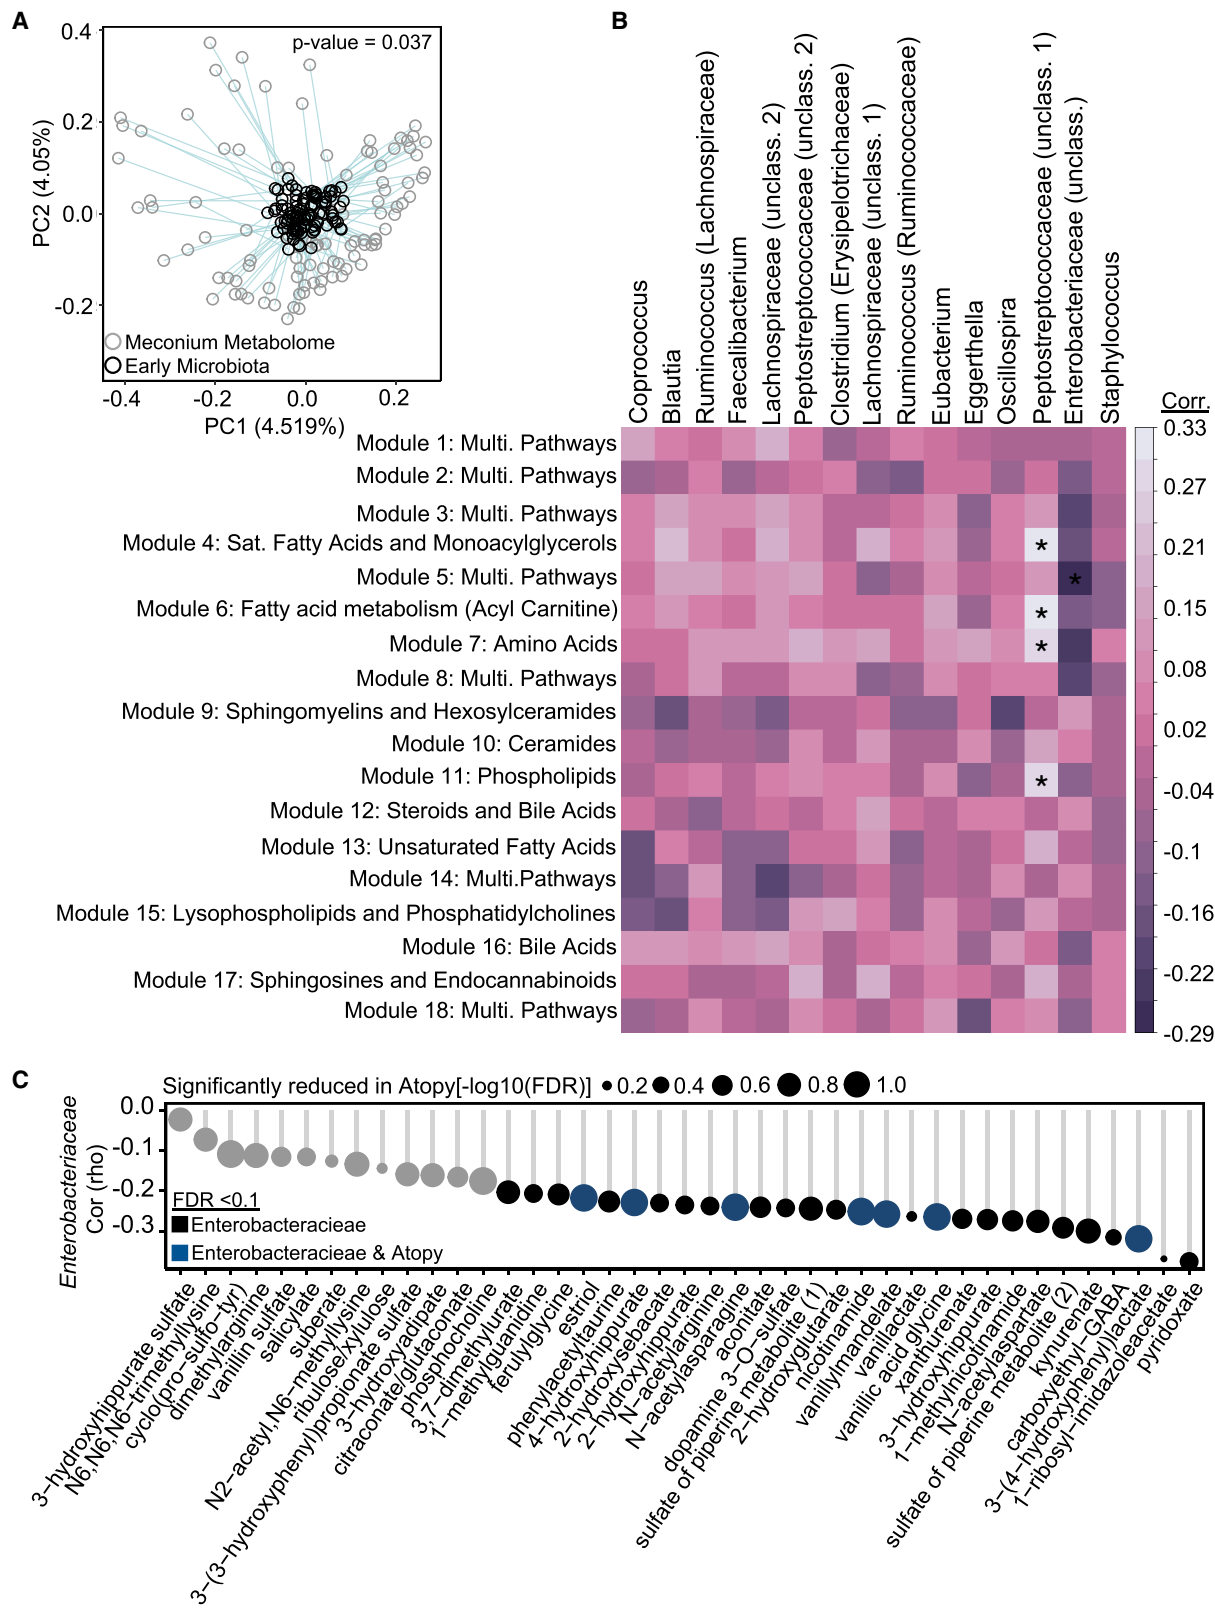 A
p-value = 0.037
0.4
0.2
0.0
-0.2
PC2 (4.05%)
Meconium Metabolome
Early Microbiota
-0.4
-0.2
0.0
0.2
PC1 (4.519%)
B
Coprococcus
Blautia
Ruminococcus (Lachnospiraceae)
Faecalibacterium
Lachnospiraceae (unclass. 2)
Peptostreptococcaceae (unclass. 2)
Clostridium (Erysipelotrichaceae)
Lachnospiraceae (unclass. 1)
Ruminococcus (Ruminococcaceae)
Eubacterium
Eggerthella
Oscillospira
Peptostreptococcaceae (unclass. 1)
Enterobacteriaceae (unclass.)
Staphylococcus
Module 1: Multi. Pathways
Module 2: Multi. Pathways
Module 3: Multi. Pathways
Module 4: Sat. Fatty Acids and Monoacylglycerols
*
Module 5: Multi. Pathways
*
Module 6: Fatty acid metabolism (Acyl Carnitine)
*
Module 7: Amino Acids
*
Module 8: Multi. Pathways
Module 9: Sphingomyelins and Hexosylceramides
Module 10: Ceramides
Module 11: Phospholipids
*
Module 12: Steroids and Bile Acids
Module 13: Unsaturated Fatty Acids
Module 14: Multi.Pathways
Module 15: Lysophospholipids and Phosphatidylcholines
Module 16: Bile Acids
Module 17: Sphingosines and Endocannabinoids
Module 18: Multi. Pathways
Corr.
0.33
0.27
0.21
0.15
0.08
0.02
-0.04
-0.1
-0.16
-0.22
-0.29
C
Significantly reduced in Atopy[-log10(FDR)] 0.2 0.4 0.6 0.8 1.0
Enterobacteriaceae
Cor (rho)
0.0
-0.1
-0.2
-0.3
FDR <0.1
Enterobacteracieae
Enterobacteracieae & Atopy
3−hydroxyhippurate sulfate
N6,N6,N6−trimethyllysine
cyclo(pro−sulfo−tyr)
dimethylarginine
vanillin sulfate
salicylate
suberate
N2−acetyl,N6−methyllysine
ribulose/xylulose
3−(3−hydroxyphenyl)propionate sulfate
3−hydroxyadipate
citraconate/glutaconate
phosphocholine
3,7−dimethylurate
1−methylguanidine
ferulylglycine
estriol
phenylacetyltaurine
4−hydroxyhippurate
2−hydroxysebacate
2−hydroxyhippurate
N−acetylarginine
N−acetylasparagine
aconitate
dopamine 3−O−sulfate
sulfate of piperine metabolite (1)
2−hydroxyglutarate
nicotinamide
vanillylmandelate
vanillactate
vanillic acid glycine
xanthurenate
3−hydroxyhippurate
1−methylnicotinamide
N−acetylaspartate
sulfate of piperine metabolite (2)
kynurenate
carboxyethyl−GABA
3−(4−hydroxyphenyl)lactate
1−ribosyl−imidazoleacetate
pyridoxate